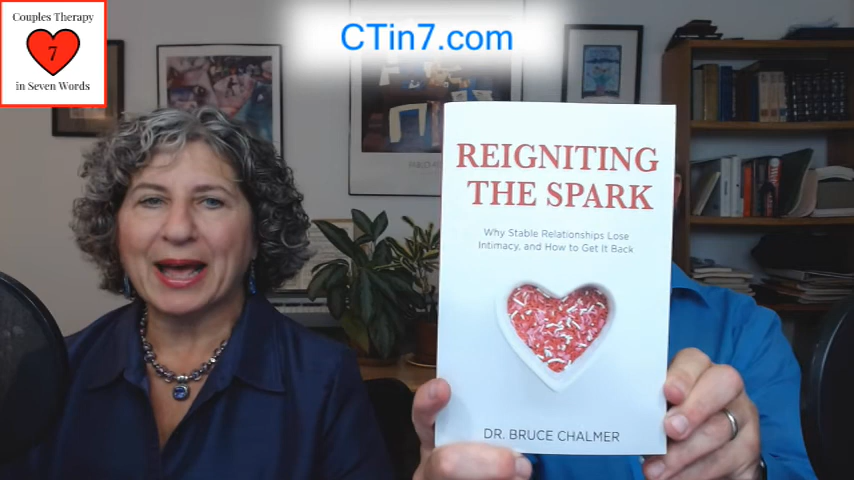 Couples Therapy
7
in Seven Words
CTin7.com
REIGNITING
THE SPARK
Why Stable Relationships Lose
Intimacy, and How to Get It Back
DR. BRUCE CHALMER